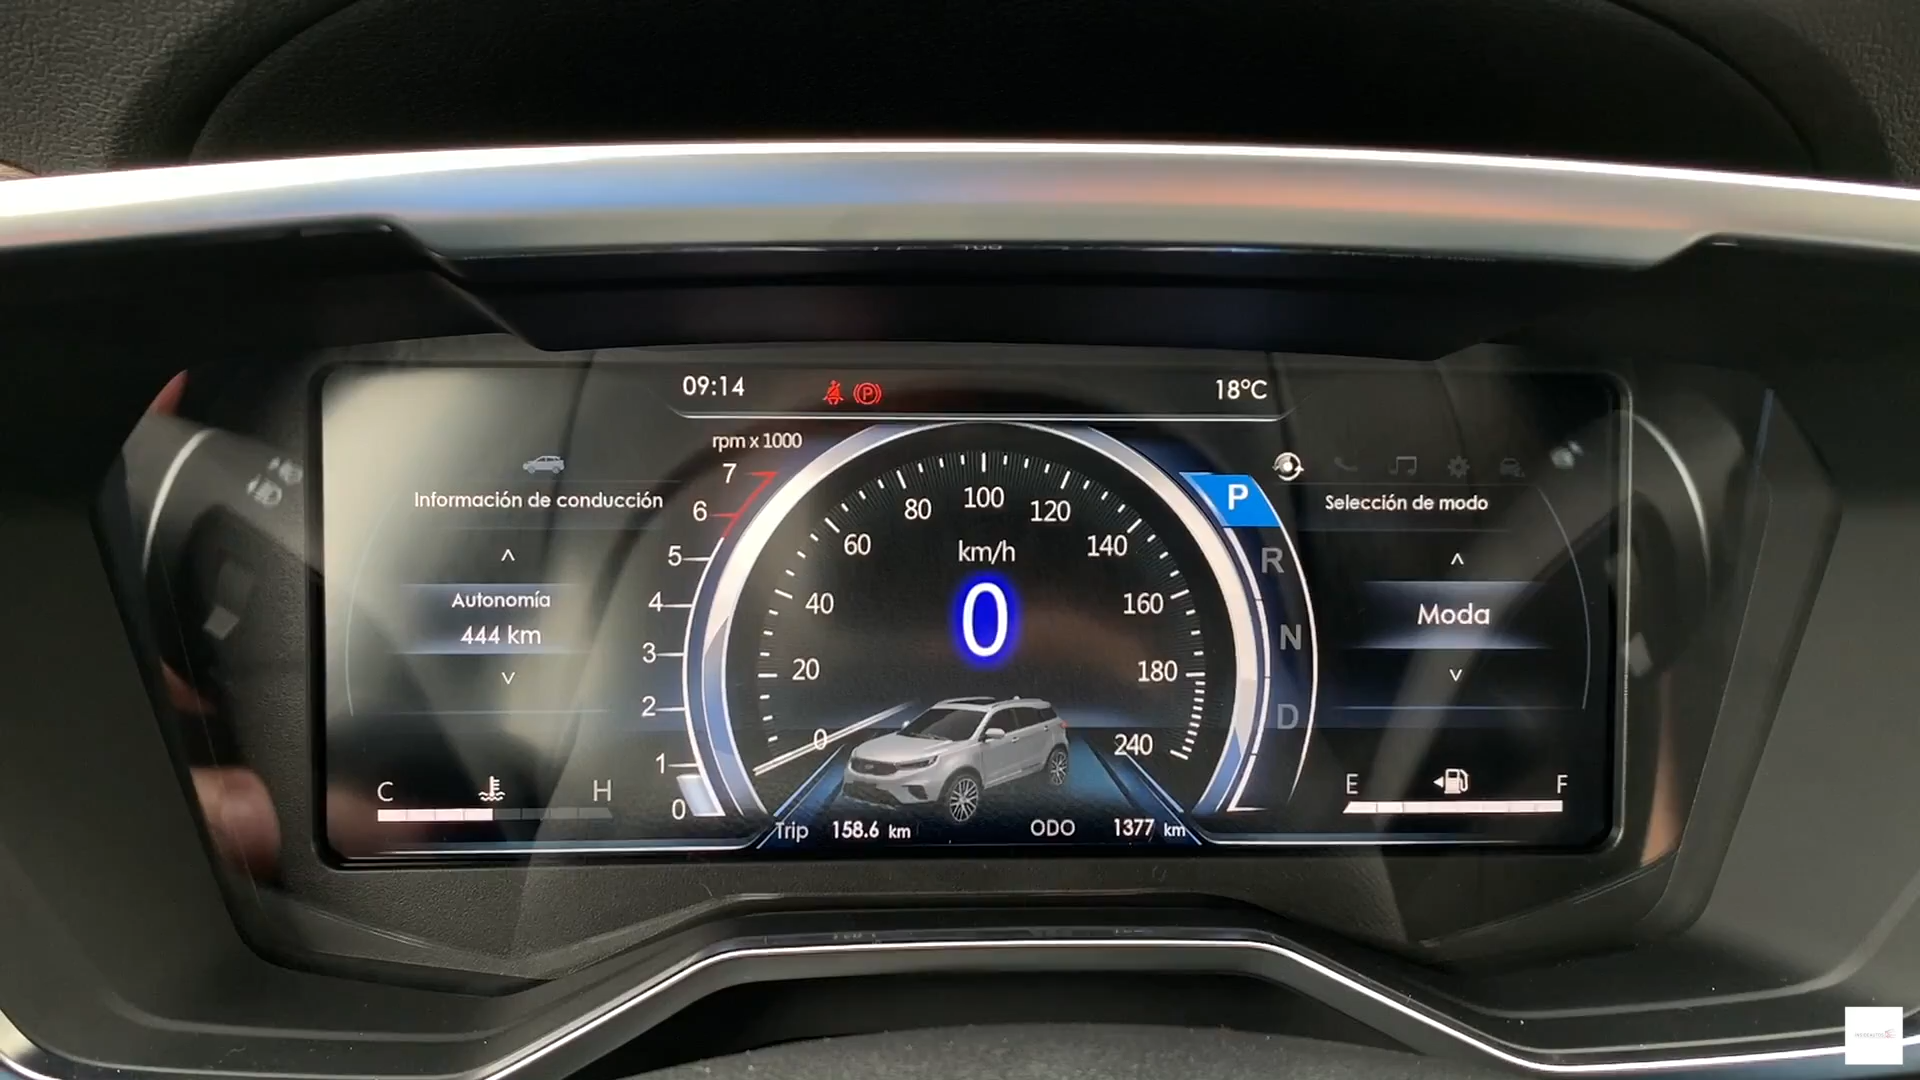 09:14
18°C
rpm x 1000
7
6
5
4
3
2
1
0
Información de conducción
Autonomía
444 km
C
H
0
20
40
60
80
100
120
140
160
180
240
km/h
0
P
R
N
D
Selección de modo
Moda
E
F
Trip 158.6 km
ODO 1377 km